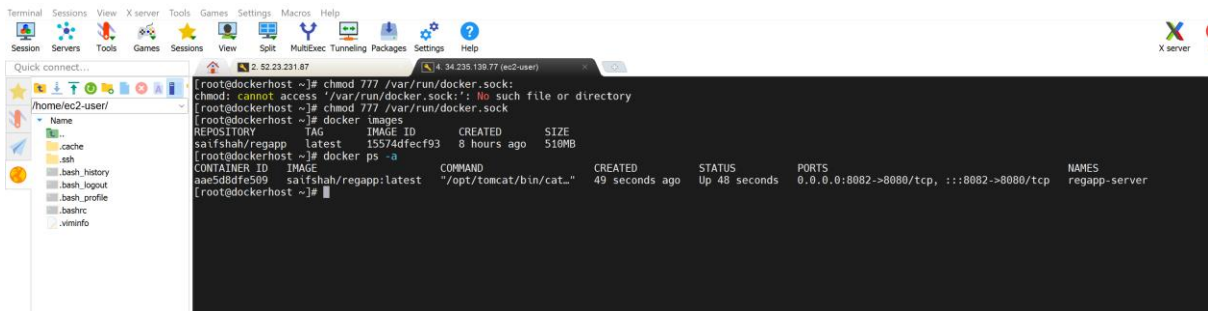 Terminal Sessions View X server Tools Games Settings Macros Help
Session Servers Tools Games Sessions View Split MultiExec Tunneling Packages Settings Help
X server
Quick connect...
2. 52.23.231.87
4. 34.235.139.77 (ec2-user)
/home/ec2-user/
Name
..
.cache
.ssh
.bash_history
.bash_logout
.bash_profile
.bashrc
.viminfo
[root@dockerhost ~]# chmod 777 /var/run/docker.sock:
chmod: cannot access ‘/var/run/docker.sock:’: No such file or directory
[root@dockerhost ~]# chmod 777 /var/run/docker.sock
[root@dockerhost ~]# docker images
REPOSITORY TAG IMAGE ID CREATED SIZE
saifshah/regapp latest 15574dfecf93 8 hours ago 510MB
[root@dockerhost ~]# docker ps -a
CONTAINER ID IMAGE COMMAND CREATED STATUS PORTS NAMES
aae5d8dfe509 saifshah/regapp:latest "/opt/tomcat/bin/cat…" 49 seconds ago Up 48 seconds 0.0.0.0:8082->8080/tcp, :::8082->8080/tcp regapp-server
[root@dockerhost ~]#